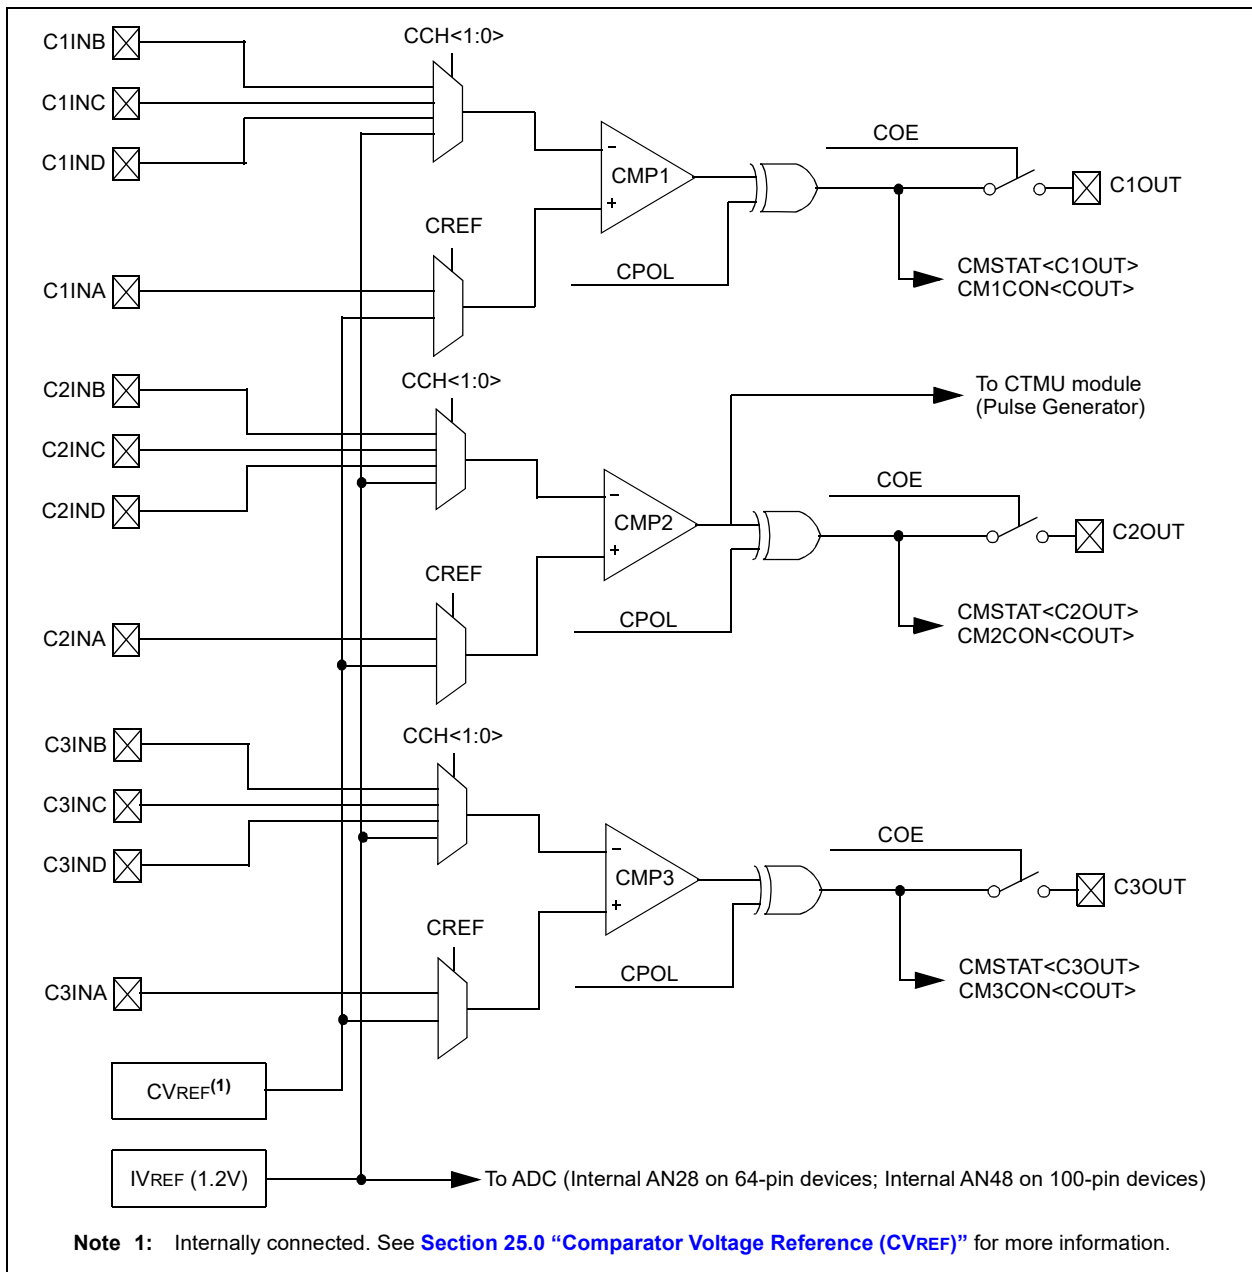 C1INB
CCH<1:0>
C1INC
C1IND
−
CMP1
+
COE
C1OUT
CREF
CPOL
C1INA
CMSTAT<C1OUT>
CM1CON<COUT>
C2INB
CCH<1:0>
To CTMU module
(Pulse Generator)
C2INC
C2IND
−
CMP2
+
COE
C2OUT
CREF
CPOL
C2INA
CMSTAT<C2OUT>
CM2CON<COUT>
C3INB
CCH<1:0>
C3INC
C3IND
−
CMP3
+
COE
C3OUT
CREF
CPOL
C3INA
CMSTAT<C3OUT>
CM3CON<COUT>
CVREF(1)
IVREF (1.2V)
To ADC (Internal AN28 on 64-pin devices; Internal AN48 on 100-pin devices)
Note 1: Internally connected. See Section 25.0 “Comparator Voltage Reference (CVREF)” for more information.